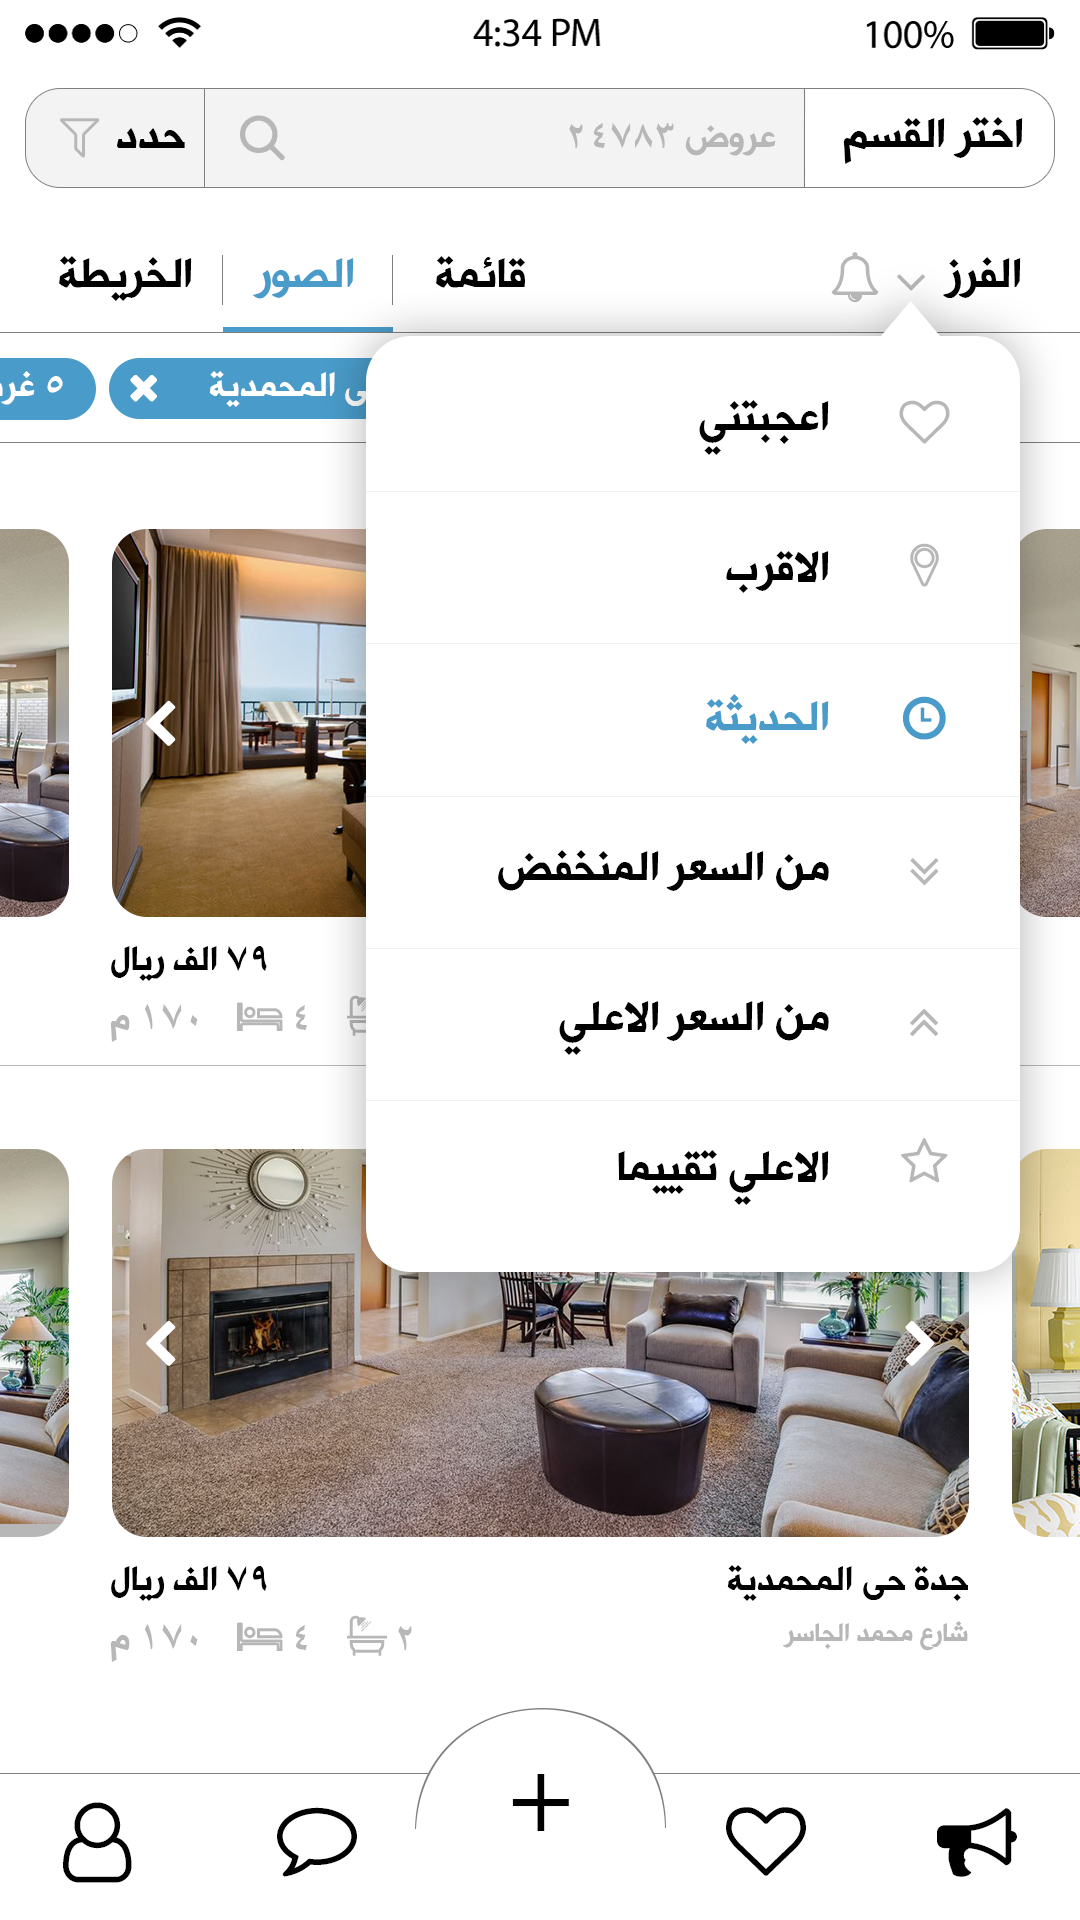 4:34 PM
100%
اختر القسم
عروض ٢٤٧٨٣
حدد
الفرز
قائمة
الصور
الخريطة
ى المحمدية
٥
اعجبتني
الاقرب
الحديثة
من السعر المنخفض
من السعر الاعلي
الاعلي تقييما
٧٩ الف ريال
٤
١٧٠ م
جدة حى المحمدية
٧٩ الف ريال
شارع محمد الجاسر
٢
٤
١٧٠ م